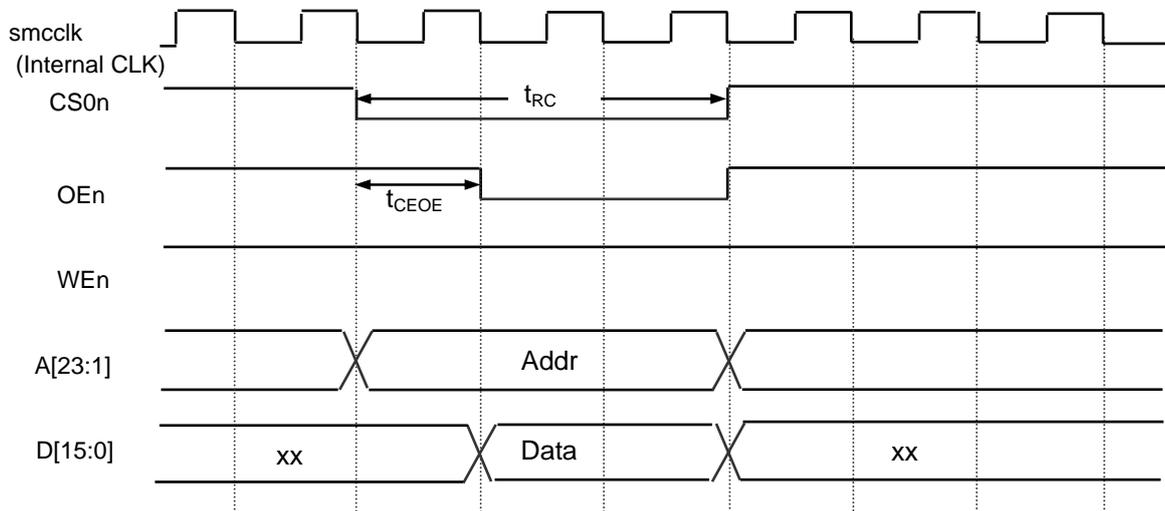 smcclk
(Internal CLK)
CS0n
tRC
OEn
tCEOE
WEn
A[23:1]
Addr
D[15:0]
xx
Data
xx